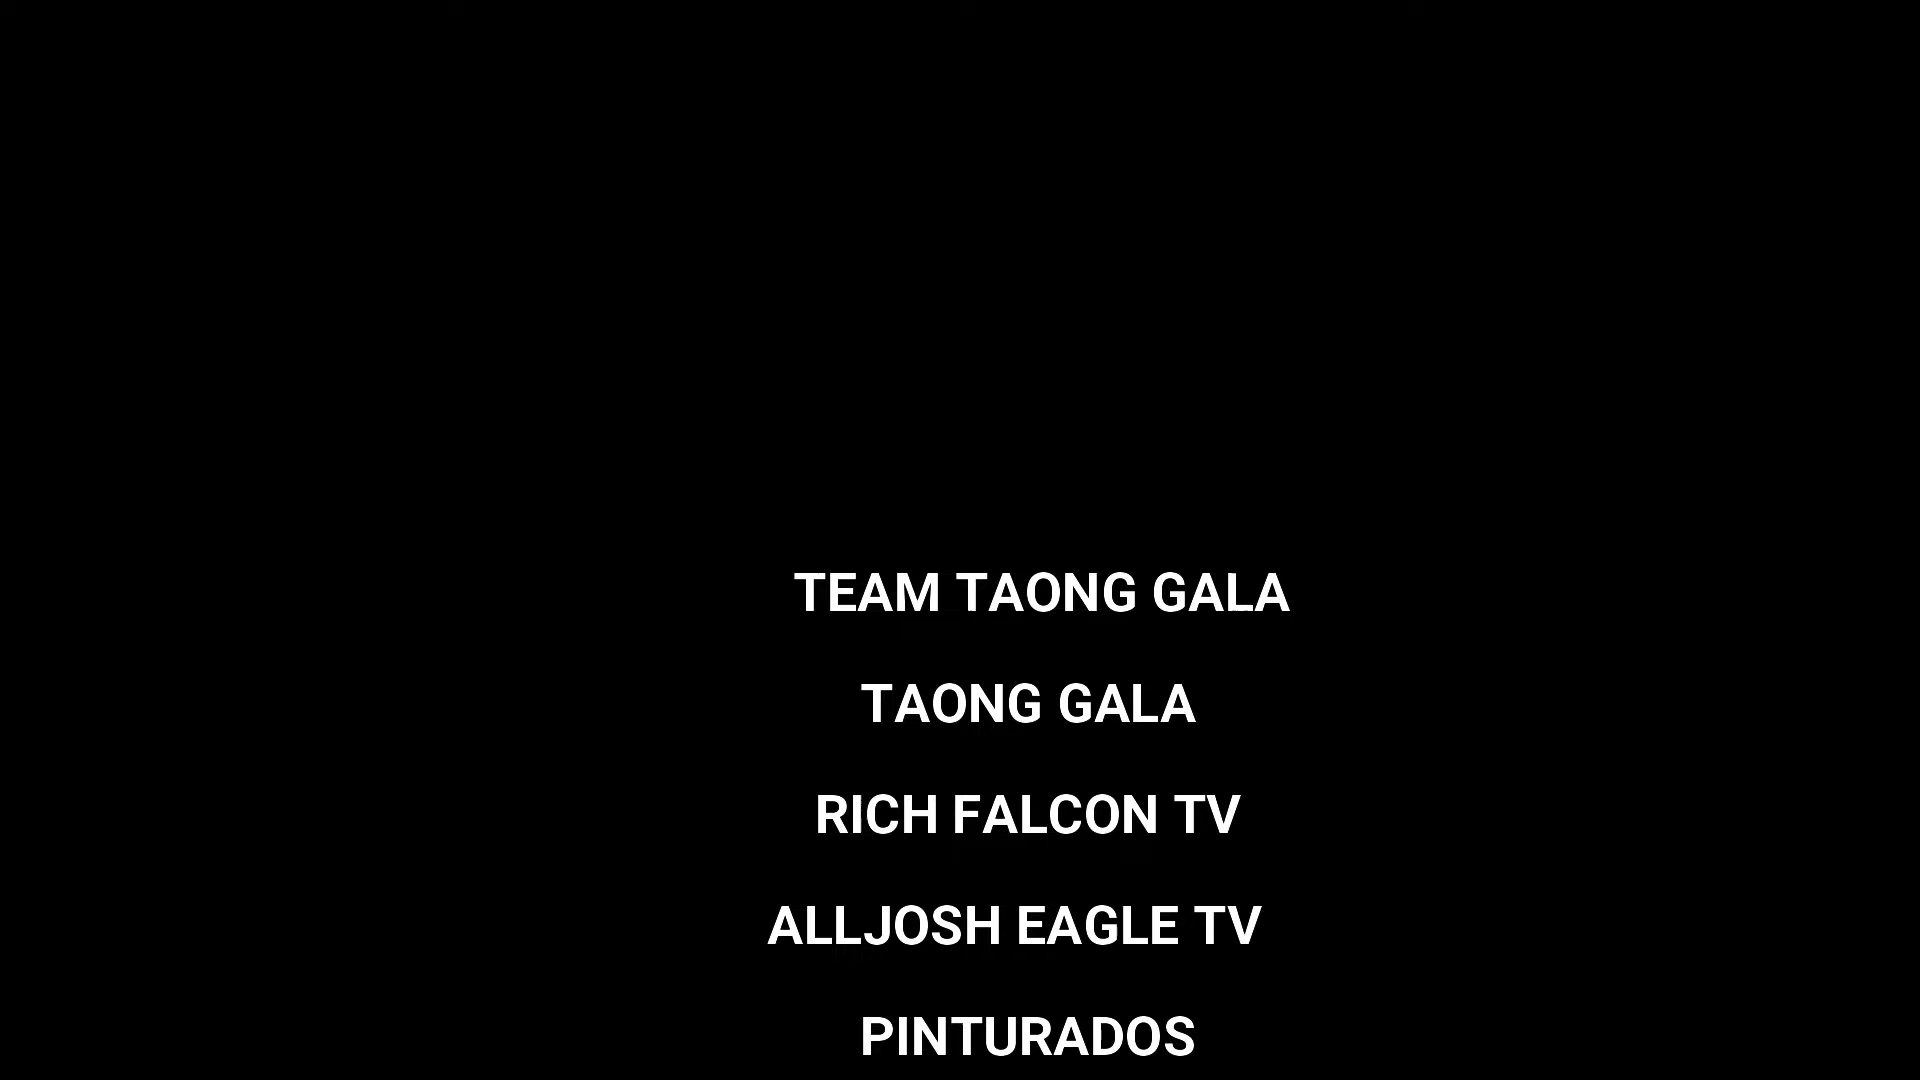 TEAM TAONG GALA
TAONG GALA
RICH FALCON TV
ALLJOSH EAGLE TV
PINTURADOS